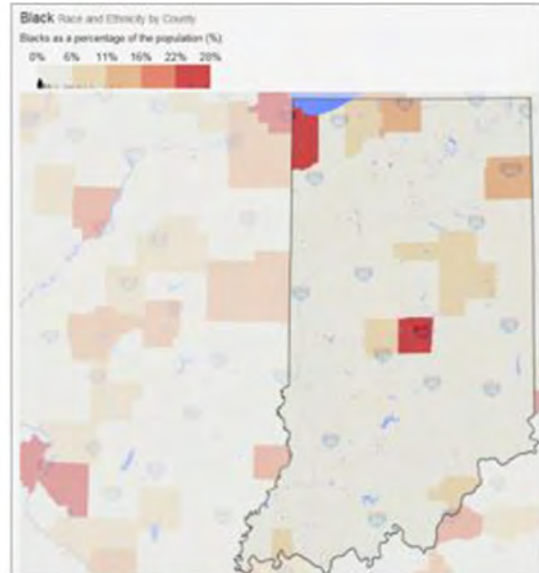 Black Race and Ethnicity by County
Blacks as a percentage of the population (%)
0% 6% 11% 16% 22% 28%